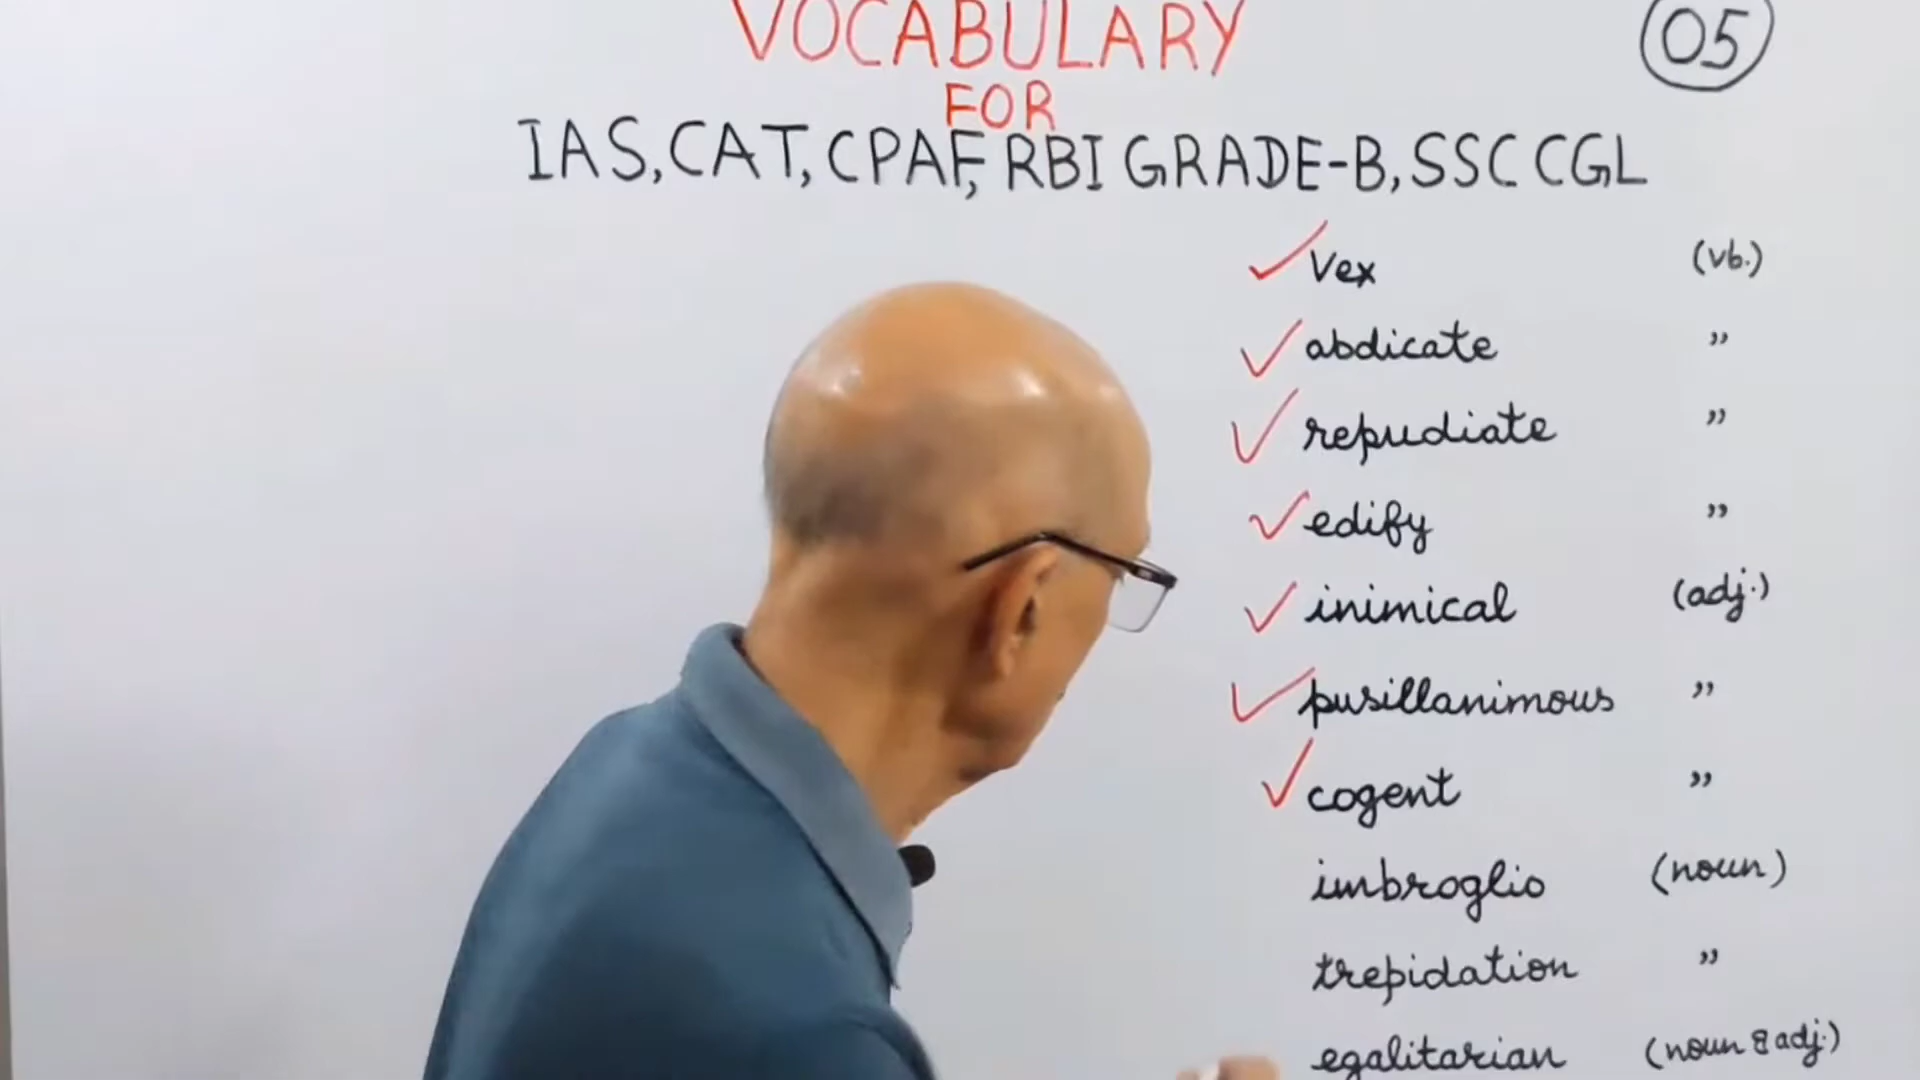 VOCABULARY
05
FOR
IAS, CAT, CPAF, RBI GRADE-B, SSC CGL
Vex (vb.)
abdicate "
repudiate "
edify "
inimical (adj.)
pusillanimous "
cogent "
imbroglio (noun)
trepidation "
egalitarian (noun & adj.)